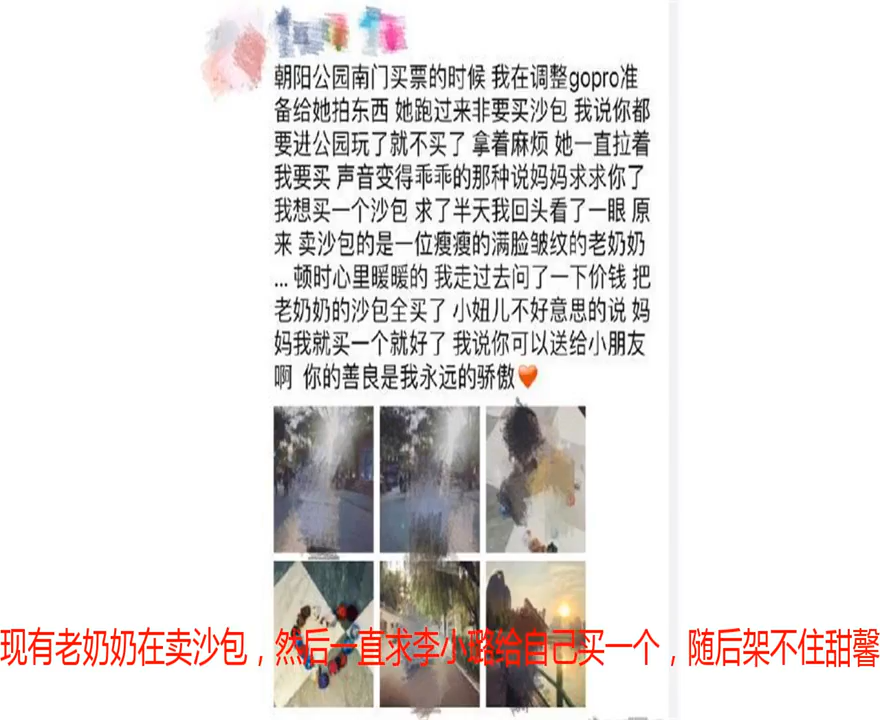 朝阳公园南门买票的时候 我在调整gopro准
备给她拍东西 她跑过来非要买沙包 我说你都
要进公园玩了就不买了 拿着麻烦 她一直拉着
我要买 声音变得乖乖的那种说妈妈求求你了
我想买一个沙包 求了半天我回头看了一眼 原
来 卖沙包的是一位瘦瘦的满脸皱纹的老奶奶
... 顿时心里暖暖的 我走过去问了一下价钱 把
老奶奶的沙包全买了 小妞儿不好意思的说 妈
妈我就买一个就好了 我说你可以送给小朋友
啊 你的善良是我永远的骄傲🧡
现有老奶奶在卖沙包，然后一直求李小璐给自己买一个，随后架不住甜馨